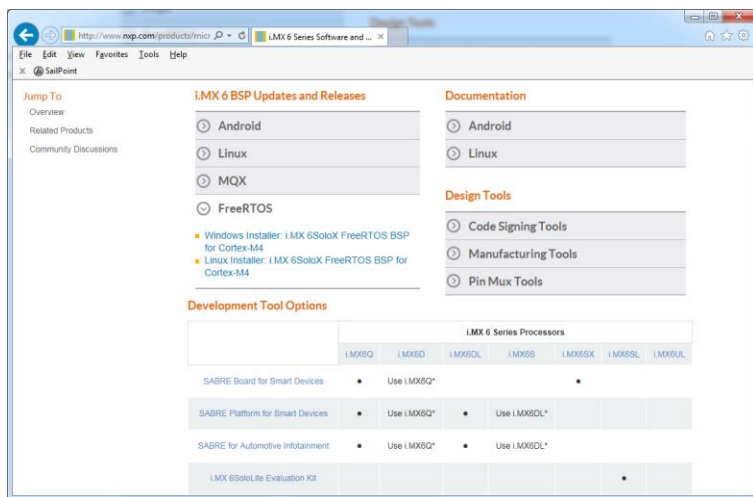 http://www.nxp.com/products/micr
i.MX 6 Series Software and ...
File Edit View Favorites Tools Help
x SailPoint
Jump To
Overview
Related Products
Community Discussions
i.MX 6 BSP Updates and Releases
Android
Linux
MQX
FreeRTOS
Windows Installer: i.MX 6SoloX FreeRTOS BSP
for Cortex-M4
Linux Installer: i.MX 6SoloX FreeRTOS BSP for
Cortex-M4
Documentation
Android
Linux
Design Tools
Code Signing Tools
Manufacturing Tools
Pin Mux Tools
Development Tool Options
i.MX 6 Series Processors
i.MX6Q i.MX6D i.MX6DL i.MX6S i.MX6SX i.MX6SL i.MX6UL
SABRE Board for Smart Devices • Use i.MX6Q* •
SABRE Platform for Smart Devices • Use i.MX6Q* • Use i.MX6DL*
SABRE for Automotive Infotainment • Use i.MX6Q* • Use i.MX6DL*
i.MX 6SoloLite Evaluation Kit •